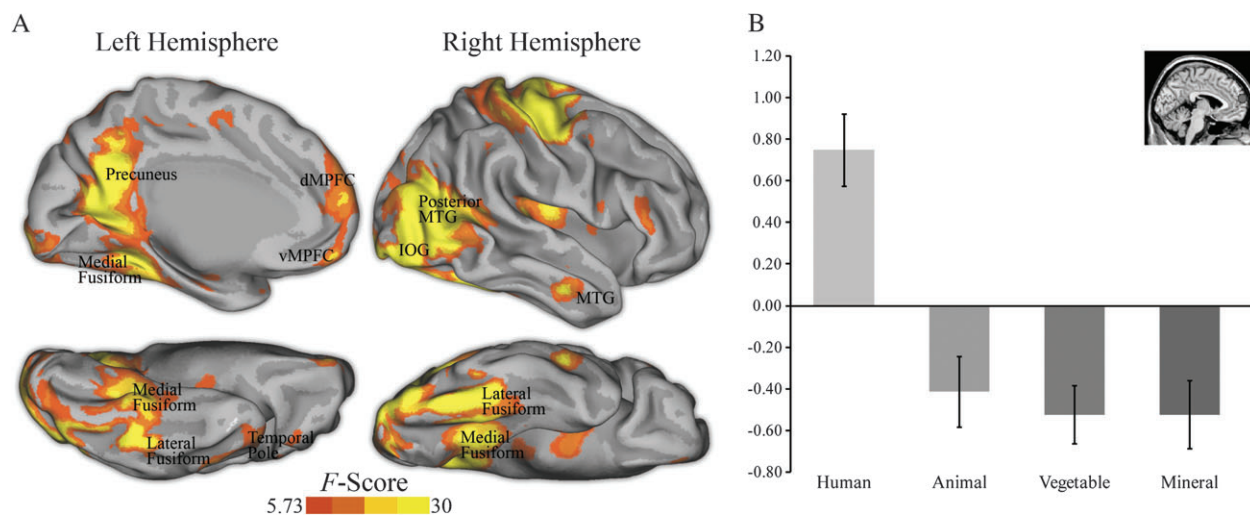 A
Left Hemisphere
Right Hemisphere
Precuneus
dMPFC
vMPFC
Medial
Fusiform
Posterior
MTG
IOG
MTG
Medial
Fusiform
Lateral
Fusiform
Temporal
Pole
Lateral
Fusiform
Medial
Fusiform
F-Score
5.73
30
B
1.20
1.00
0.80
0.60
0.40
0.20
0.00
-0.20
-0.40
-0.60
-0.80
Human
Animal
Vegetable
Mineral